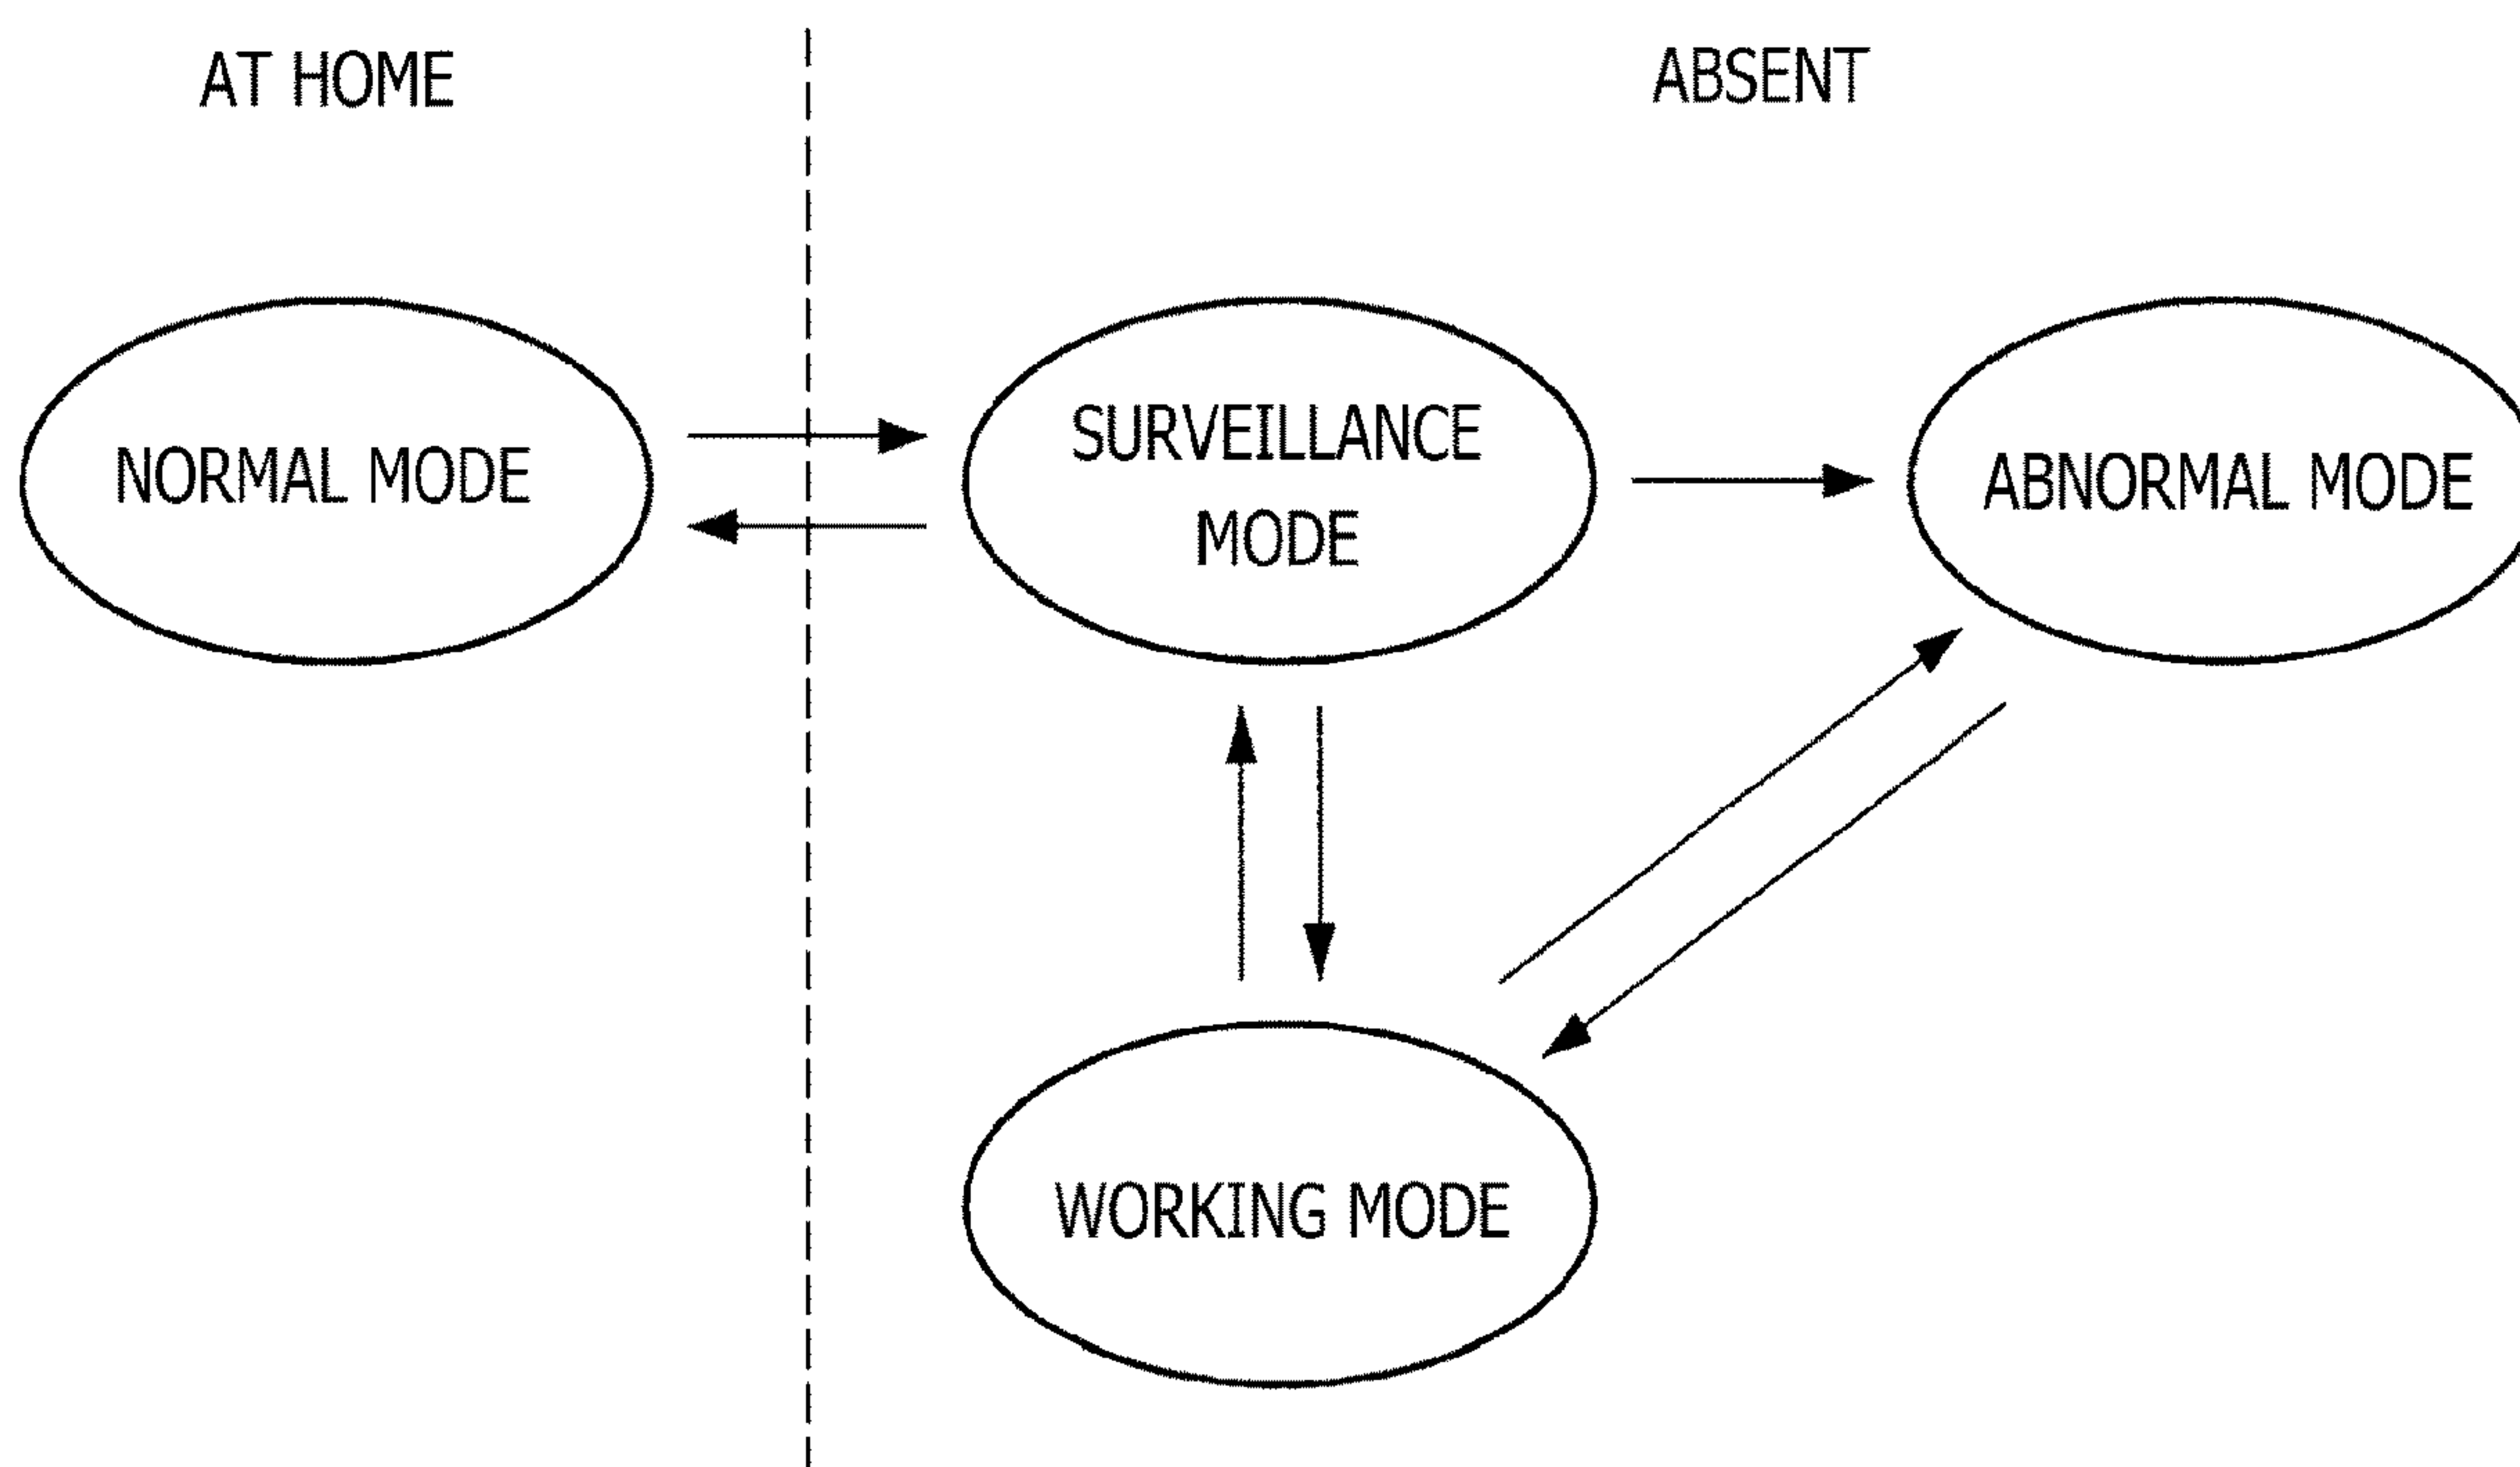 AT HOME
ABSENT
NORMAL MODE
SURVEILLANCE
MODE
ABNORMAL MODE
WORKING MODE